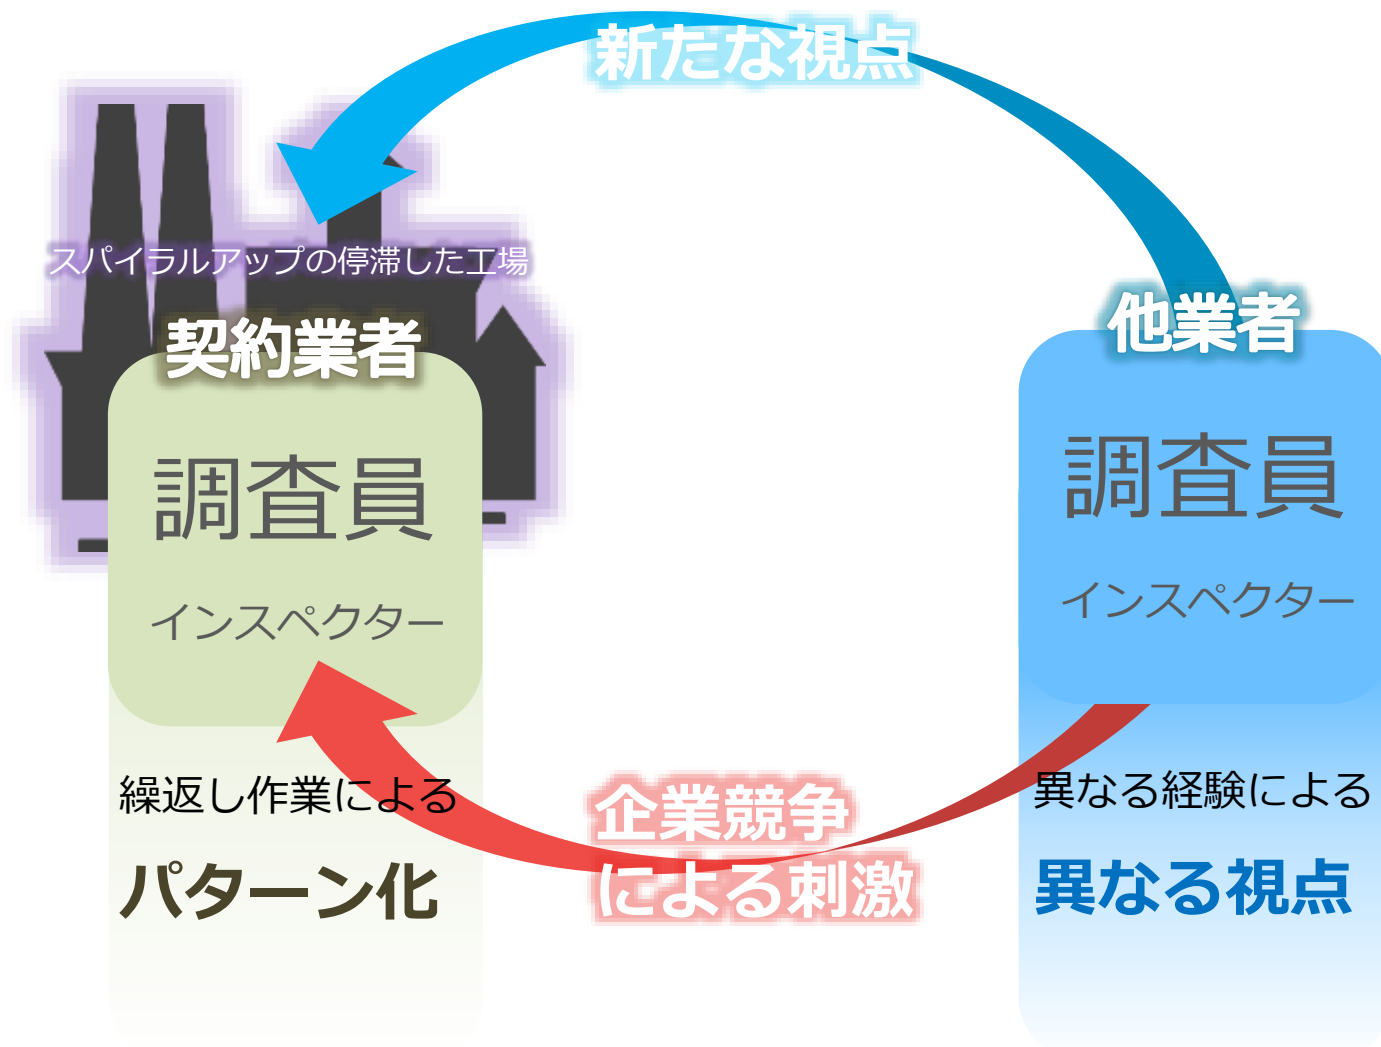 新たな視点
スパイラルアップの停滞した工場
契約業者
調査員
インスペクター
繰返し作業による
パターン化
他業者
調査員
インスペクター
異なる経験による
異なる視点
企業競争
による刺激